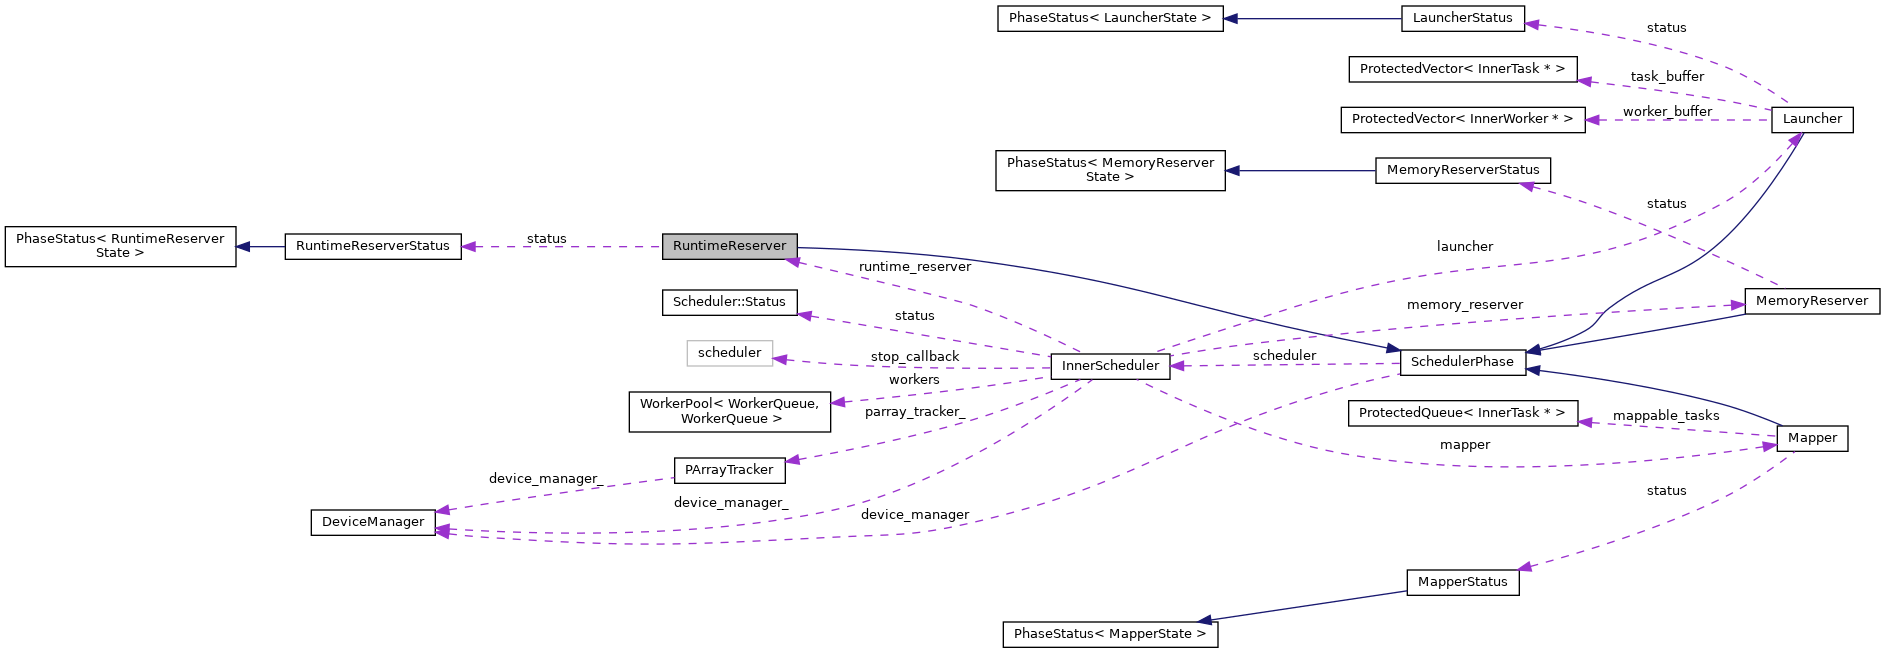 PhaseStatus< LauncherState >
LauncherStatus
status
ProtectedVector< InnerTask * >
task_buffer
ProtectedVector< InnerWorker * >
worker_buffer
Launcher
PhaseStatus< MemoryReserver
State >
MemoryReserverStatus
status
PhaseStatus< RuntimeReserver
State >
RuntimeReserverStatus
status
RuntimeReserver
launcher
runtime_reserver
Scheduler::Status
status
memory_reserver
MemoryReserver
scheduler
stop_callback
InnerScheduler
scheduler
SchedulerPhase
workers
WorkerPool< WorkerQueue,
WorkerQueue >
parray_tracker_
ProtectedQueue< InnerTask * >
mappable_tasks
Mapper
mapper
PArrayTracker
device_manager_
device_manager_
device_manager
status
DeviceManager
MapperStatus
PhaseStatus< MapperState >